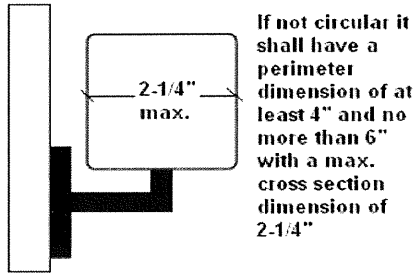 2-1/4"
max.
If not circular it
shall have a
perimeter
dimension of at
least 4" and no
more than 6"
with a max.
cross section
dimension of
2-1/4"